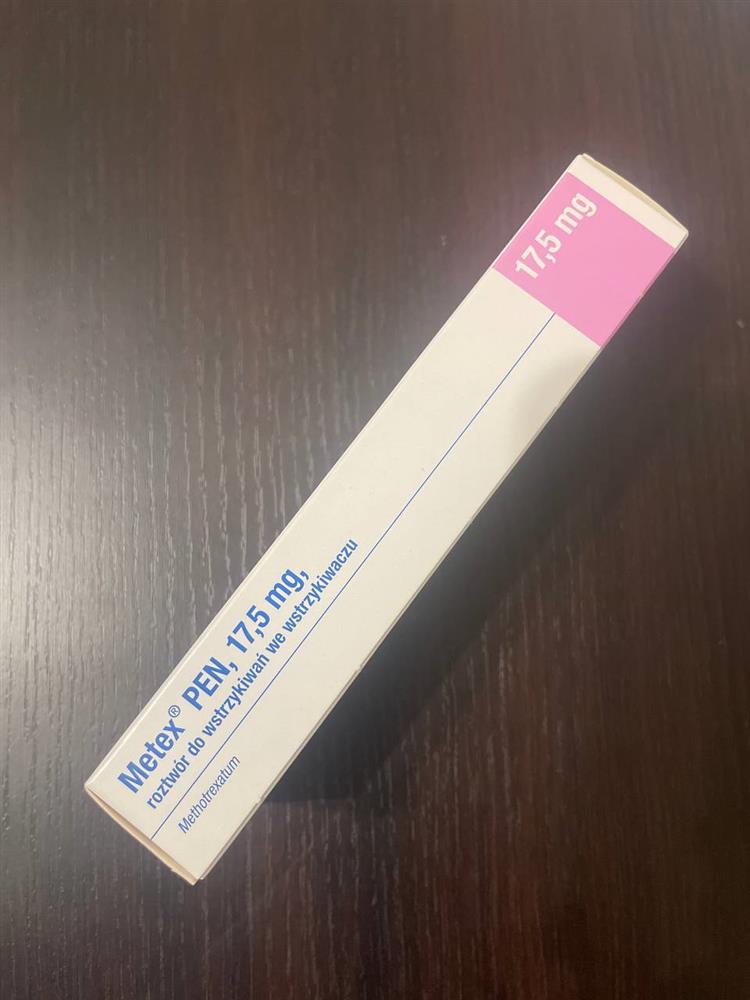 Metex® PEN, 17,5 mg,
roztwór do wstrzykiwań we wstrzykiwaczu
Methotrexatum
17,5 mg